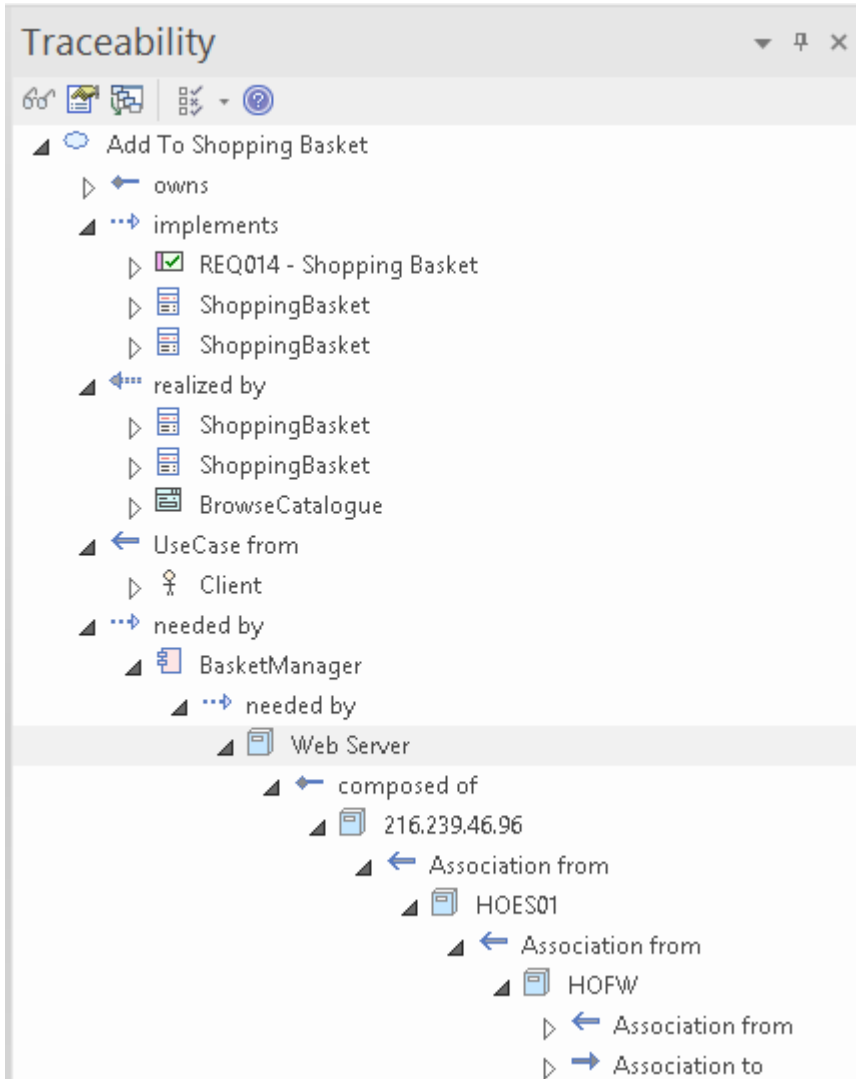 Traceability
Add To Shopping Basket
owns
implements
REQ014 - Shopping Basket
ShoppingBasket
ShoppingBasket
realized by
ShoppingBasket
ShoppingBasket
BrowseCatalogue
UseCase from
Client
needed by
BasketManager
needed by
Web Server
composed of
216.239.46.96
Association from
HOES01
Association from
HOFW
Association from
Association to